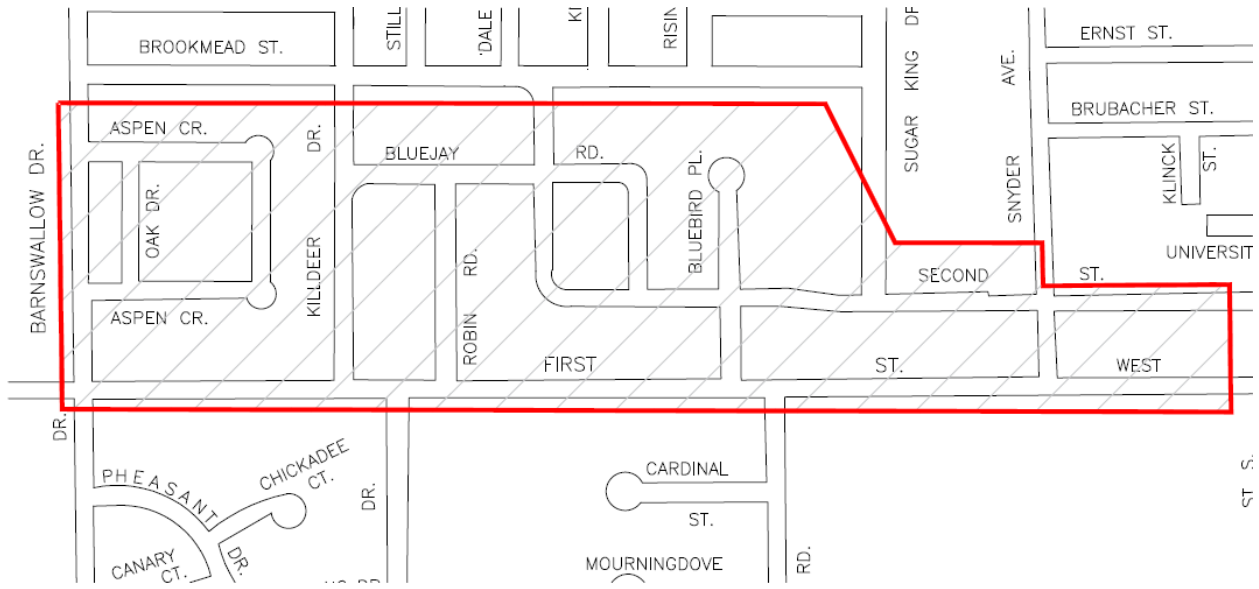 BROOKMEAD ST.
STILL
'DALE
KI
RISIN
SUGAR KING DR
SNYDER AVE.
ERNST ST.
BRUBACHER ST.
KLINCK ST.
UNIVERSIT
BARNSWALLOW DR.
ASPEN CR.
OAK DR.
ASPEN CR.
KILLDEER DR.
BLUEJAY RD.
ROBIN RD.
BLUEBIRD PL.
SECOND ST.
FIRST ST. WEST
DR.
PHEASANT DR.
CHICKADEE
CT.
CANARY
CT.
DR.
CARDINAL
ST.
MOURNINGDOVE
RD.
ST. S.